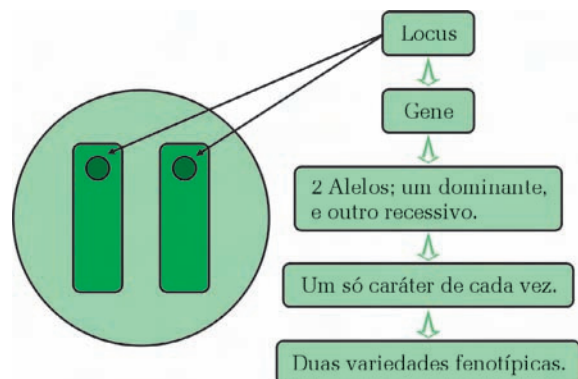 Locus
Gene
2 Alelos; um dominante,
e outro recessivo.
Um só caráter de cada vez.
Duas variedades fenotípicas.